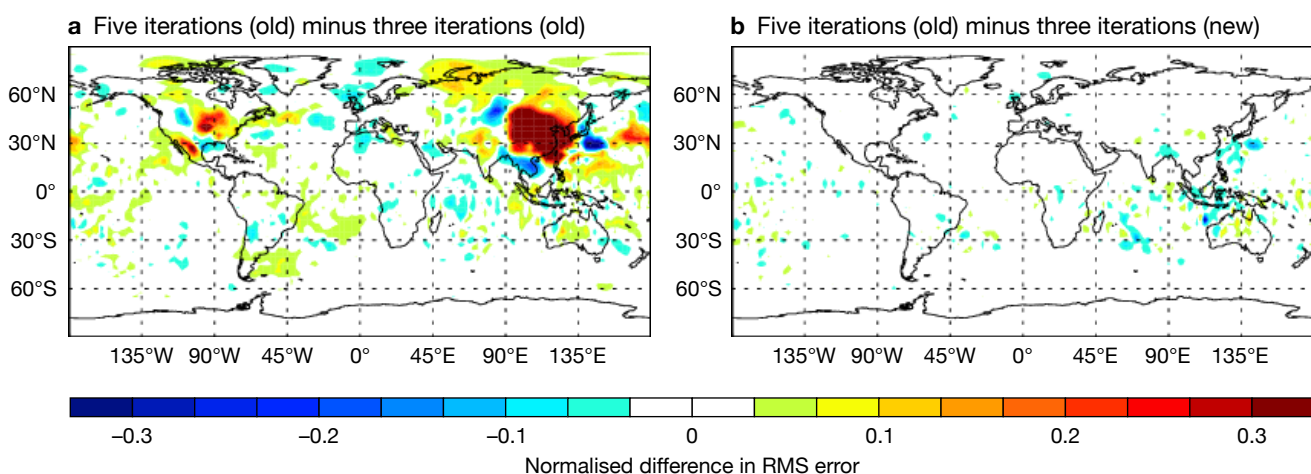 a Five iterations (old) minus three iterations (old)
b Five iterations (old) minus three iterations (new)
60°N
30°N
0°
30°S
60°S
135°W 90°W 45°W 0° 45°E 90°E 135°E
60°N
30°N
0°
30°S
60°S
135°W 90°W 45°W 0° 45°E 90°E 135°E
–0.3 –0.2 –0.1 0 0.1 0.2 0.3
Normalised difference in RMS error